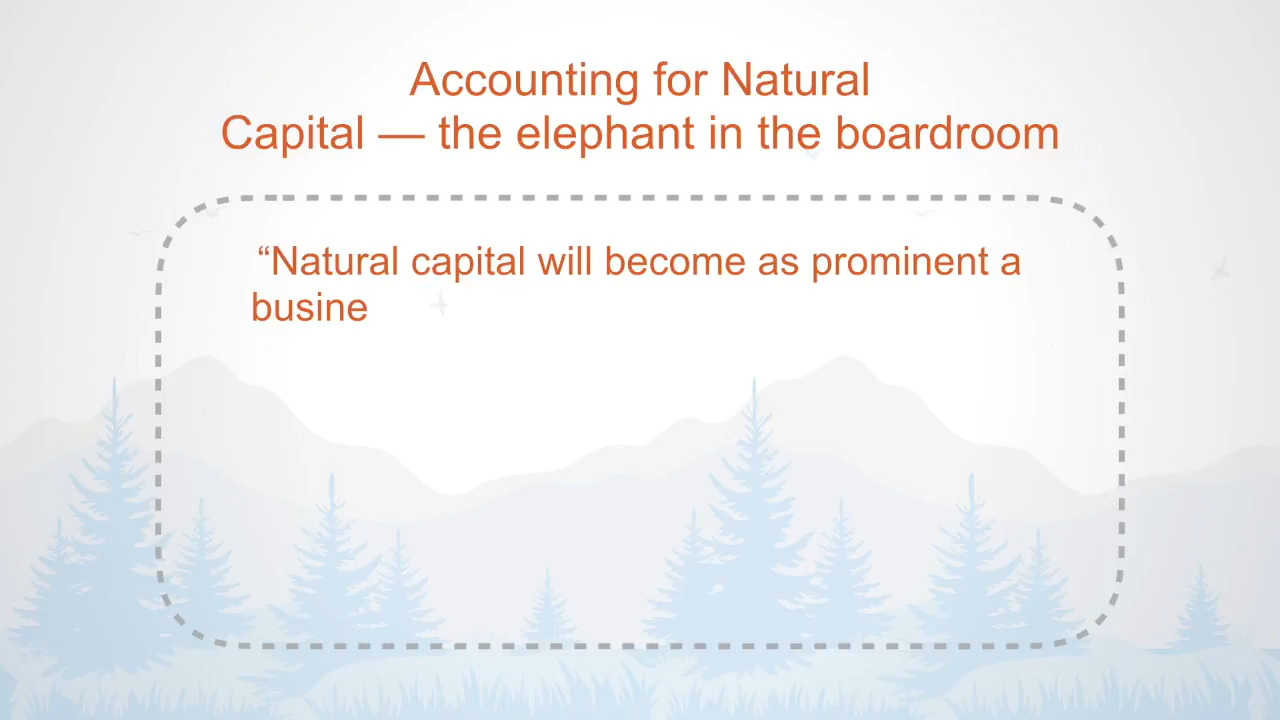 Accounting for Natural
Capital — the elephant in the boardroom
“Natural capital will become as prominent a
busine